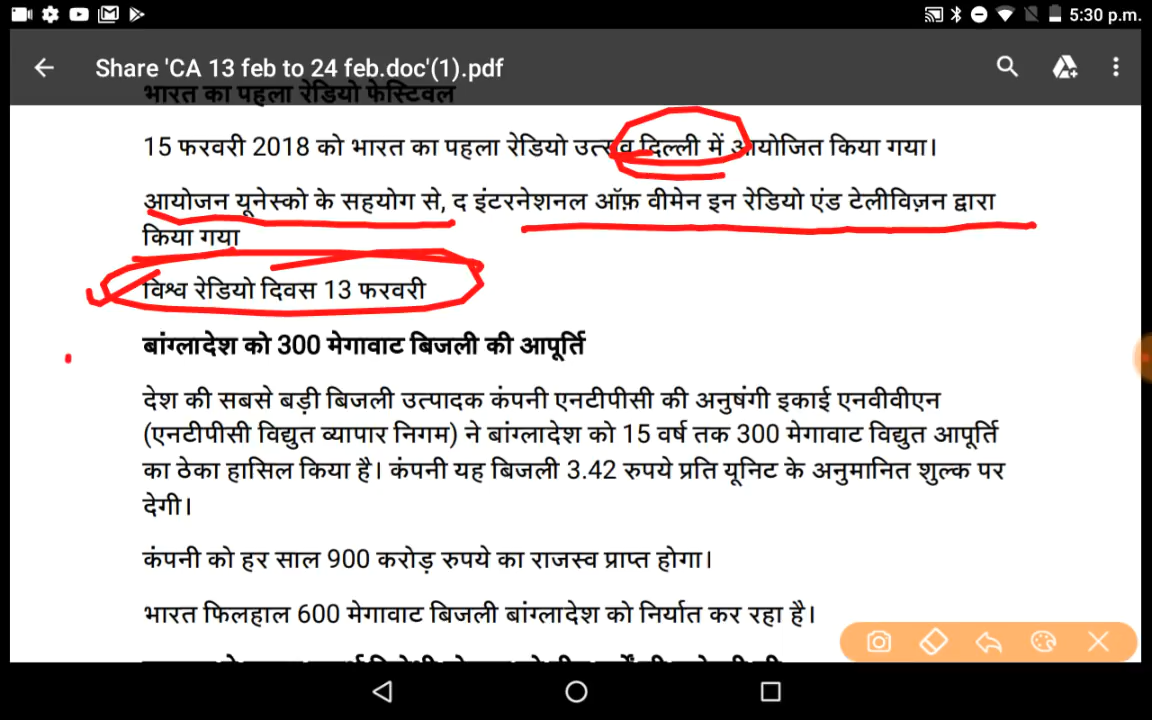 5:30 p.m.
Share 'CA 13 feb to 24 feb.doc'(1).pdf
भारत का पहला रेडियो फेस्टिवल
15 फरवरी 2018 को भारत का पहला रेडियो उत्सव दिल्ली में आयोजित किया गया।
आयोजन यूनेस्को के सहयोग से, द इंटरनेशनल ऑफ़ वीमेन इन रेडियो एंड टेलीविज़न द्वारा
किया गया
विश्व रेडियो दिवस 13 फरवरी
बांग्लादेश को 300 मेगावाट बिजली की आपूर्ति
देश की सबसे बड़ी बिजली उत्पादक कंपनी एनटीपीसी की अनुषंगी इकाई एनवीवीएन
(एनटीपीसी विद्युत व्यापार निगम) ने बांग्लादेश को 15 वर्ष तक 300 मेगावाट विद्युत आपूर्ति
का ठेका हासिल किया है। कंपनी यह बिजली 3.42 रुपये प्रति यूनिट के अनुमानित शुल्क पर
देगी।
कंपनी को हर साल 900 करोड़ रुपये का राजस्व प्राप्त होगा।
भारत फिलहाल 600 मेगावाट बिजली बांग्लादेश को निर्यात कर रहा है।